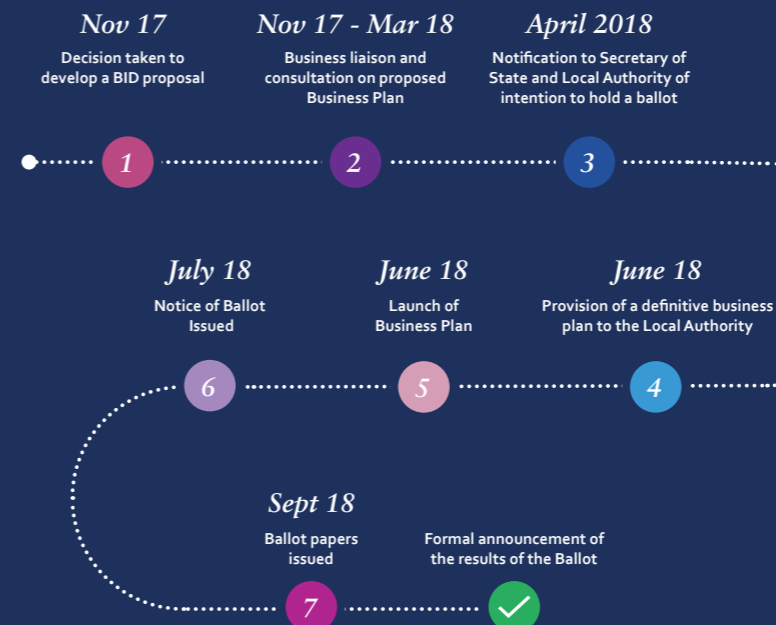 Nov 17
Decision taken to
develop a BID proposal
1
Nov 17 - Mar 18
Business liaison and
consultation on proposed
Business Plan
2
April 2018
Notification to Secretary of
State and Local Authority of
intention to hold a ballot
3
June 18
Provision of a definitive business
plan to the Local Authority
4
June 18
Launch of
Business Plan
5
July 18
Notice of Ballot
Issued
6
Sept 18
Ballot papers
issued
7
Formal announcement of
the results of the Ballot